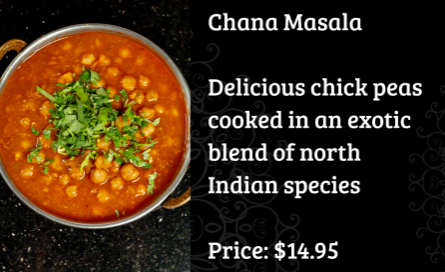 Chana Masala
Delicious chick peas
cooked in an exotic
blend of north
Indian species
Price: $14.95